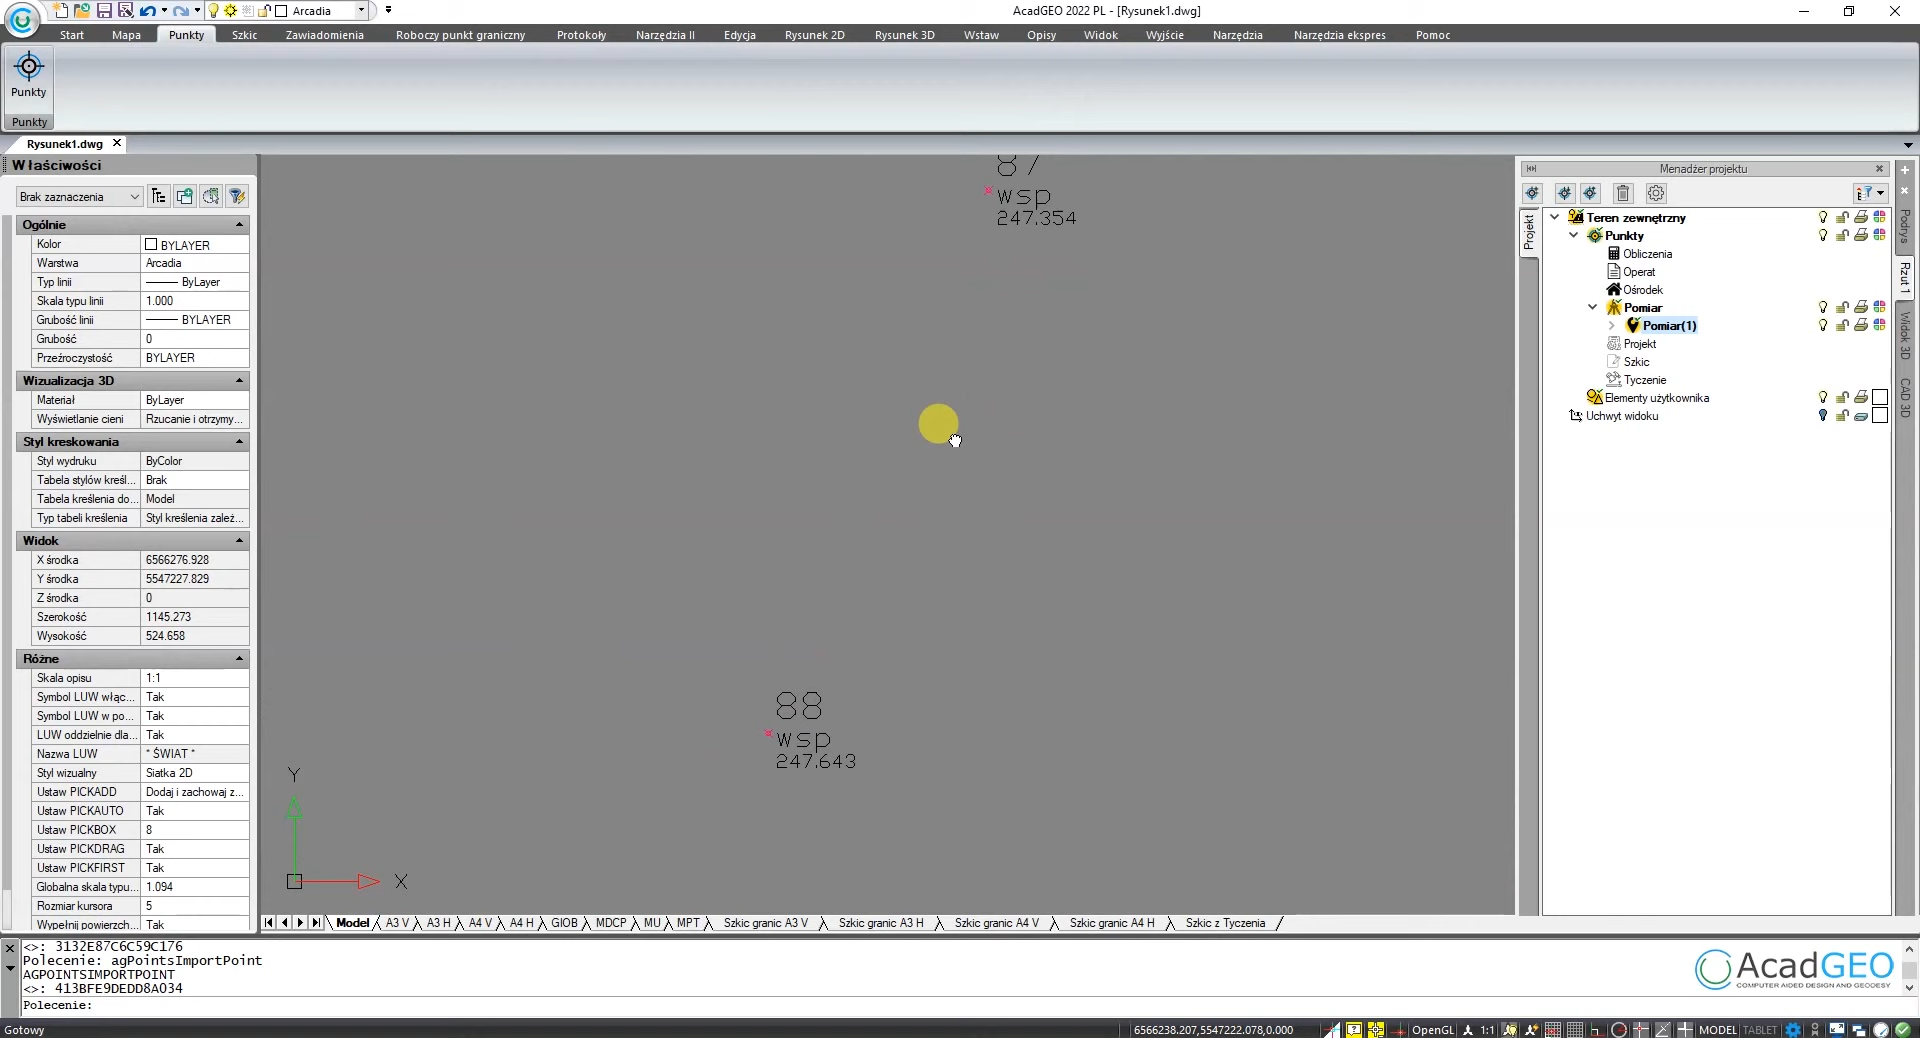 Arcadia
AcadGEO 2022 PL - [Rysunek1.dwg]
Start Mapa Punkty Szkic Zawiadomienia Roboczy punkt graniczny Protokoły Narzędzia II Edycja Rysunek 2D Rysunek 3D Wstaw Opisy Widok Wyjście Narzędzia Narzędzia ekspres Pomoc
Punkty
Punkty
Rysunek1.dwg
Właściwości
Brak zaznaczenia
Ogólnie
Kolor BYLAYER
Warstwa Arcadia
Typ linii ByLayer
Skala typu linii 1.000
Grubość linii BYLAYER
Grubość 0
Przeźroczystość BYLAYER
Wizualizacja 3D
Materiał ByLayer
Wyświetlanie cieni Rzucanie i otrzymy...
Styl kreskowania
Styl wydruku ByColor
Tabela stylów kreśl... Brak
Tabela kreślenia do... Model
Typ tabeli kreślenia Styl kreślenia zależ...
Widok
X środka 6566276.928
Y środka 5547227.829
Z środka 0
Szerokość 1145.273
Wysokość 524.658
Różne
Skala opisu 1:1
Symbol LUW włąc... Tak
Symbol LUW w po... Tak
LUW oddzielnie dla... Tak
Nazwa LUW * ŚWIAT *
Styl wizualny Siatka 2D
Ustaw PICKADD Dodaj i zachowaj z...
Ustaw PICKAUTO Tak
Ustaw PICKBOX 8
Ustaw PICKDRAG Tak
Ustaw PICKFIRST Tak
Globalna skala typu... 1.094
Rozmiar kursora 5
Wypełnij powierzch... Tak
87
wsp
247.354
88
wsp
247.643
Y
X
Menadżer projektu
Projekt
Teren zewnętrzny
Punkty
Obliczenia
Operat
Ośrodek
Pomiar
Pomiar(1)
Projekt
Szkic
Tyczenie
Elementy użytkownika
Uchwyt widoku
Podrys
Rzut 1
Widok 3D
CAD 3D
Model A3 V A3 H A4 V A4 H GIOB MDCP MU MPT Szkic granic A3 V Szkic granic A3 H Szkic granic A4 V Szkic granic A4 H Szkic z Tyczenia
<>: 3132E87C6C59C176
Polecenie: agPointsImportPoint
AGPOINTSIMPORTPOINT
<>: 413BFE9DEDD8A034
Polecenie:
AcadGEO
COMPUTER AIDED DESIGN AND GEODESY
Gotowy
6566238.207,5547222.078,0.000 OpenGL 1:1 MODEL TABLET